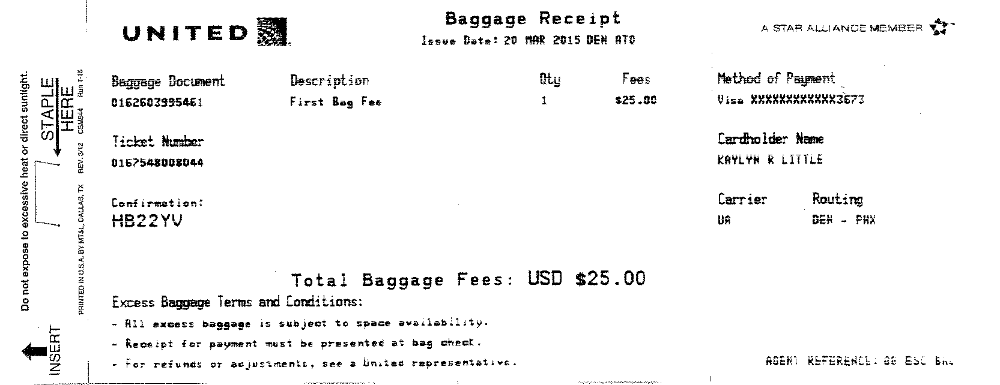 UNITED
Baggage Receipt
Issue Date: 20 MAR 2015 DEN ATO
A STAR ALLIANCE MEMBER
Baggage Document Description Qty Fees Method of Payment
0162603995461 First Bag Fee 1 $25.00 Visa XXXXXXXXXXXX3673
Ticket Number Cardholder Name
0167548008044 KAYLYN R LITTLE
Confirmation: Carrier Routing
HB22YV UA DEN - PHX
Total Baggage Fees: USD $25.00
Excess Baggage Terms and Conditions:
- All excess baggage is subject to space availability.
- Receipt for payment must be presented at bag check.
- For refunds or adjustments, see a United representative.
AGENT REFERENCE: GG ESC
Do not expose to excessive heat or direct sunlight.
STAPLE
HERE
INSERT
PRINTED IN U.S.A. BY MT&L, DALLAS, TX REV. 3/12 CSM944 Run 1-15